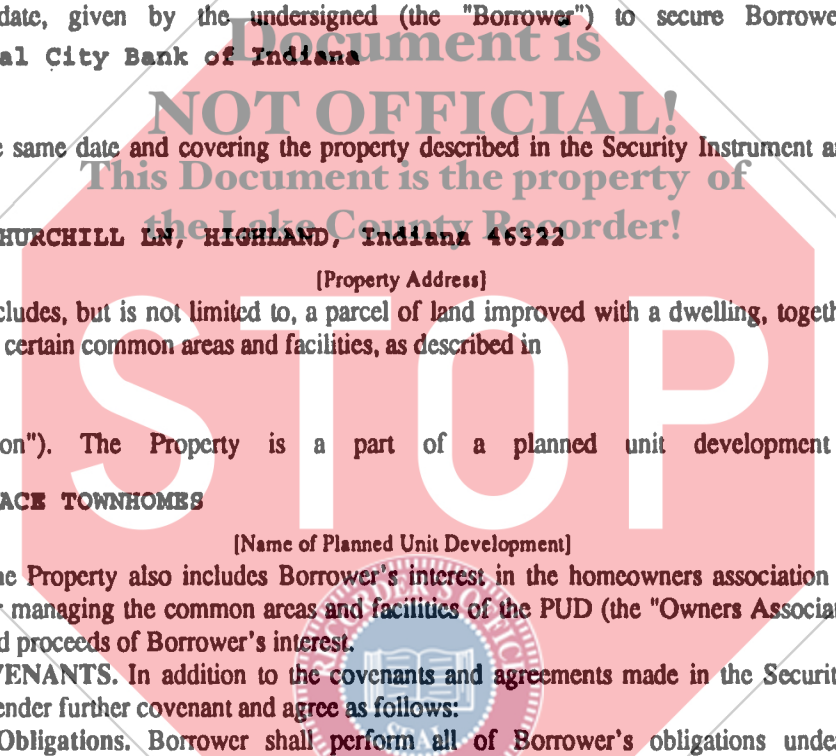 date, given by the undersigned (the "Borrower") to secure Borrowe
Document is
al City Bank of Indiana
NOT OFFICIAL!
e same date and covering the property described in the Security Instrument a
This Document is the property of
the Lake County Recorder!
HURCHILL LN, HIGHLAND, Indiana 46322
[Property Address]
cludes, but is not limited to, a parcel of land improved with a dwelling, togeth
certain common areas and facilities, as described in
STOP
on"). The Property is a part of a planned unit development
ACE TOWNHOMES
[Name of Planned Unit Development]
he Property also includes Borrower's interest in the homeowners association
r managing the common areas and facilities of the PUD (the "Owners Associat
d proceeds of Borrower's interest.
VENANTS. In addition to the covenants and agreements made in the Securit
ender further covenant and agree as follows:
Obligations. Borrower shall perform all of Borrower's obligations unde
RECORDER'S OFFICE